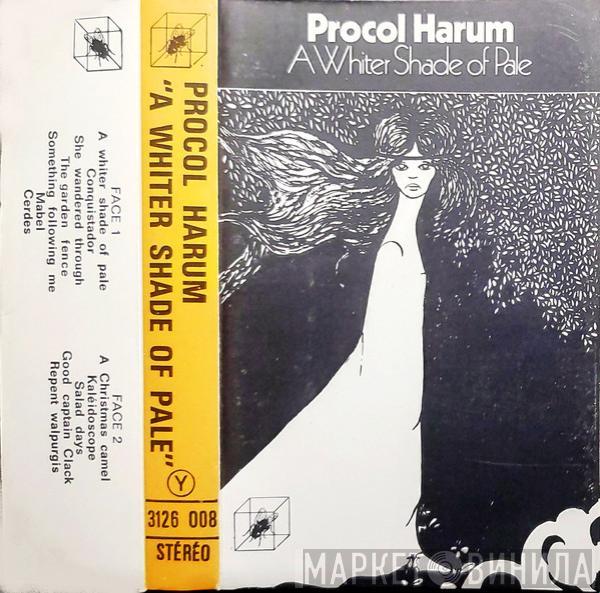 FACE 1
A whiter shade of pale
Conquistador
She wandered through
The garden fence
Something following me
Mabel
Cerdes
FACE 2
A Christmas camel
Kaléidoscope
Salad days
Good captain Clack
Repent walpurgis
PROCOL HARUM
"A WHITER SHADE OF PALE"
Y
3126 008
STÉRÉO
Procol Harum
A Whiter Shade of Pale
МАРКЕТ ВИНИЛА